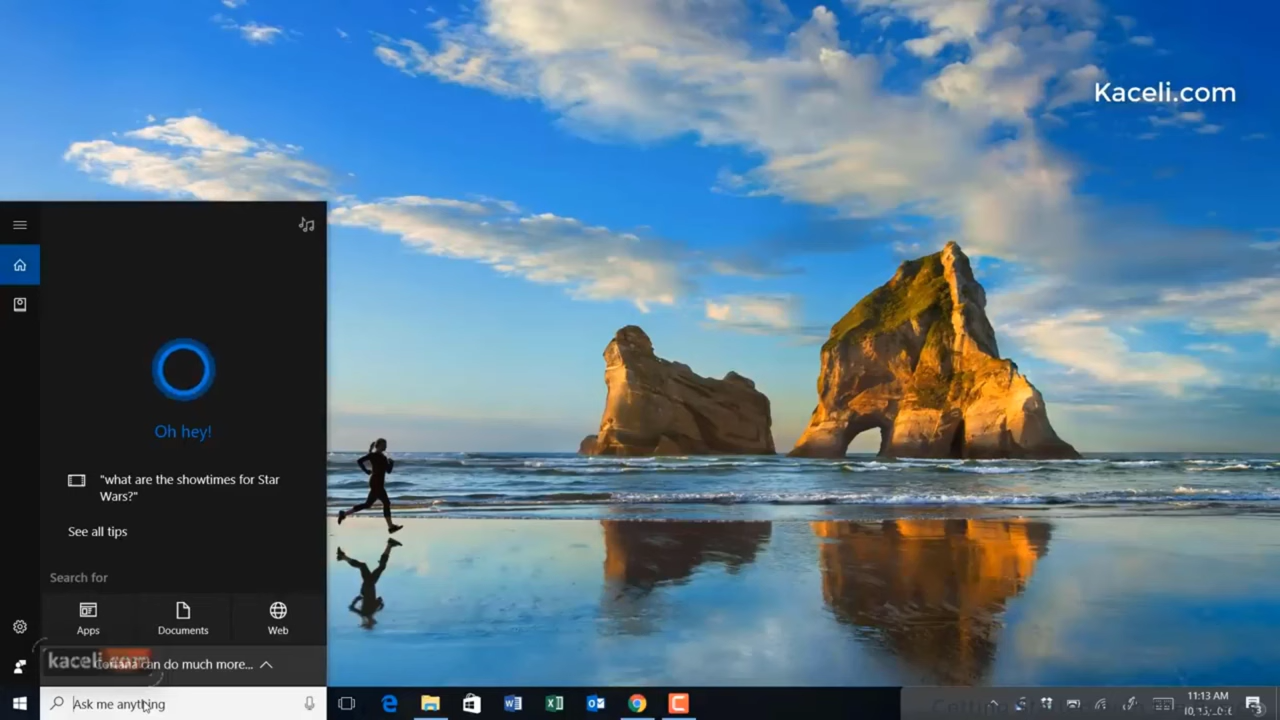 Kaceli.com
Oh hey!
"what are the showtimes for Star
Wars?"
See all tips
Search for
Apps
Documents
Web
kaceli.com
can do much more...
Ask me anything
11:13 AM
3